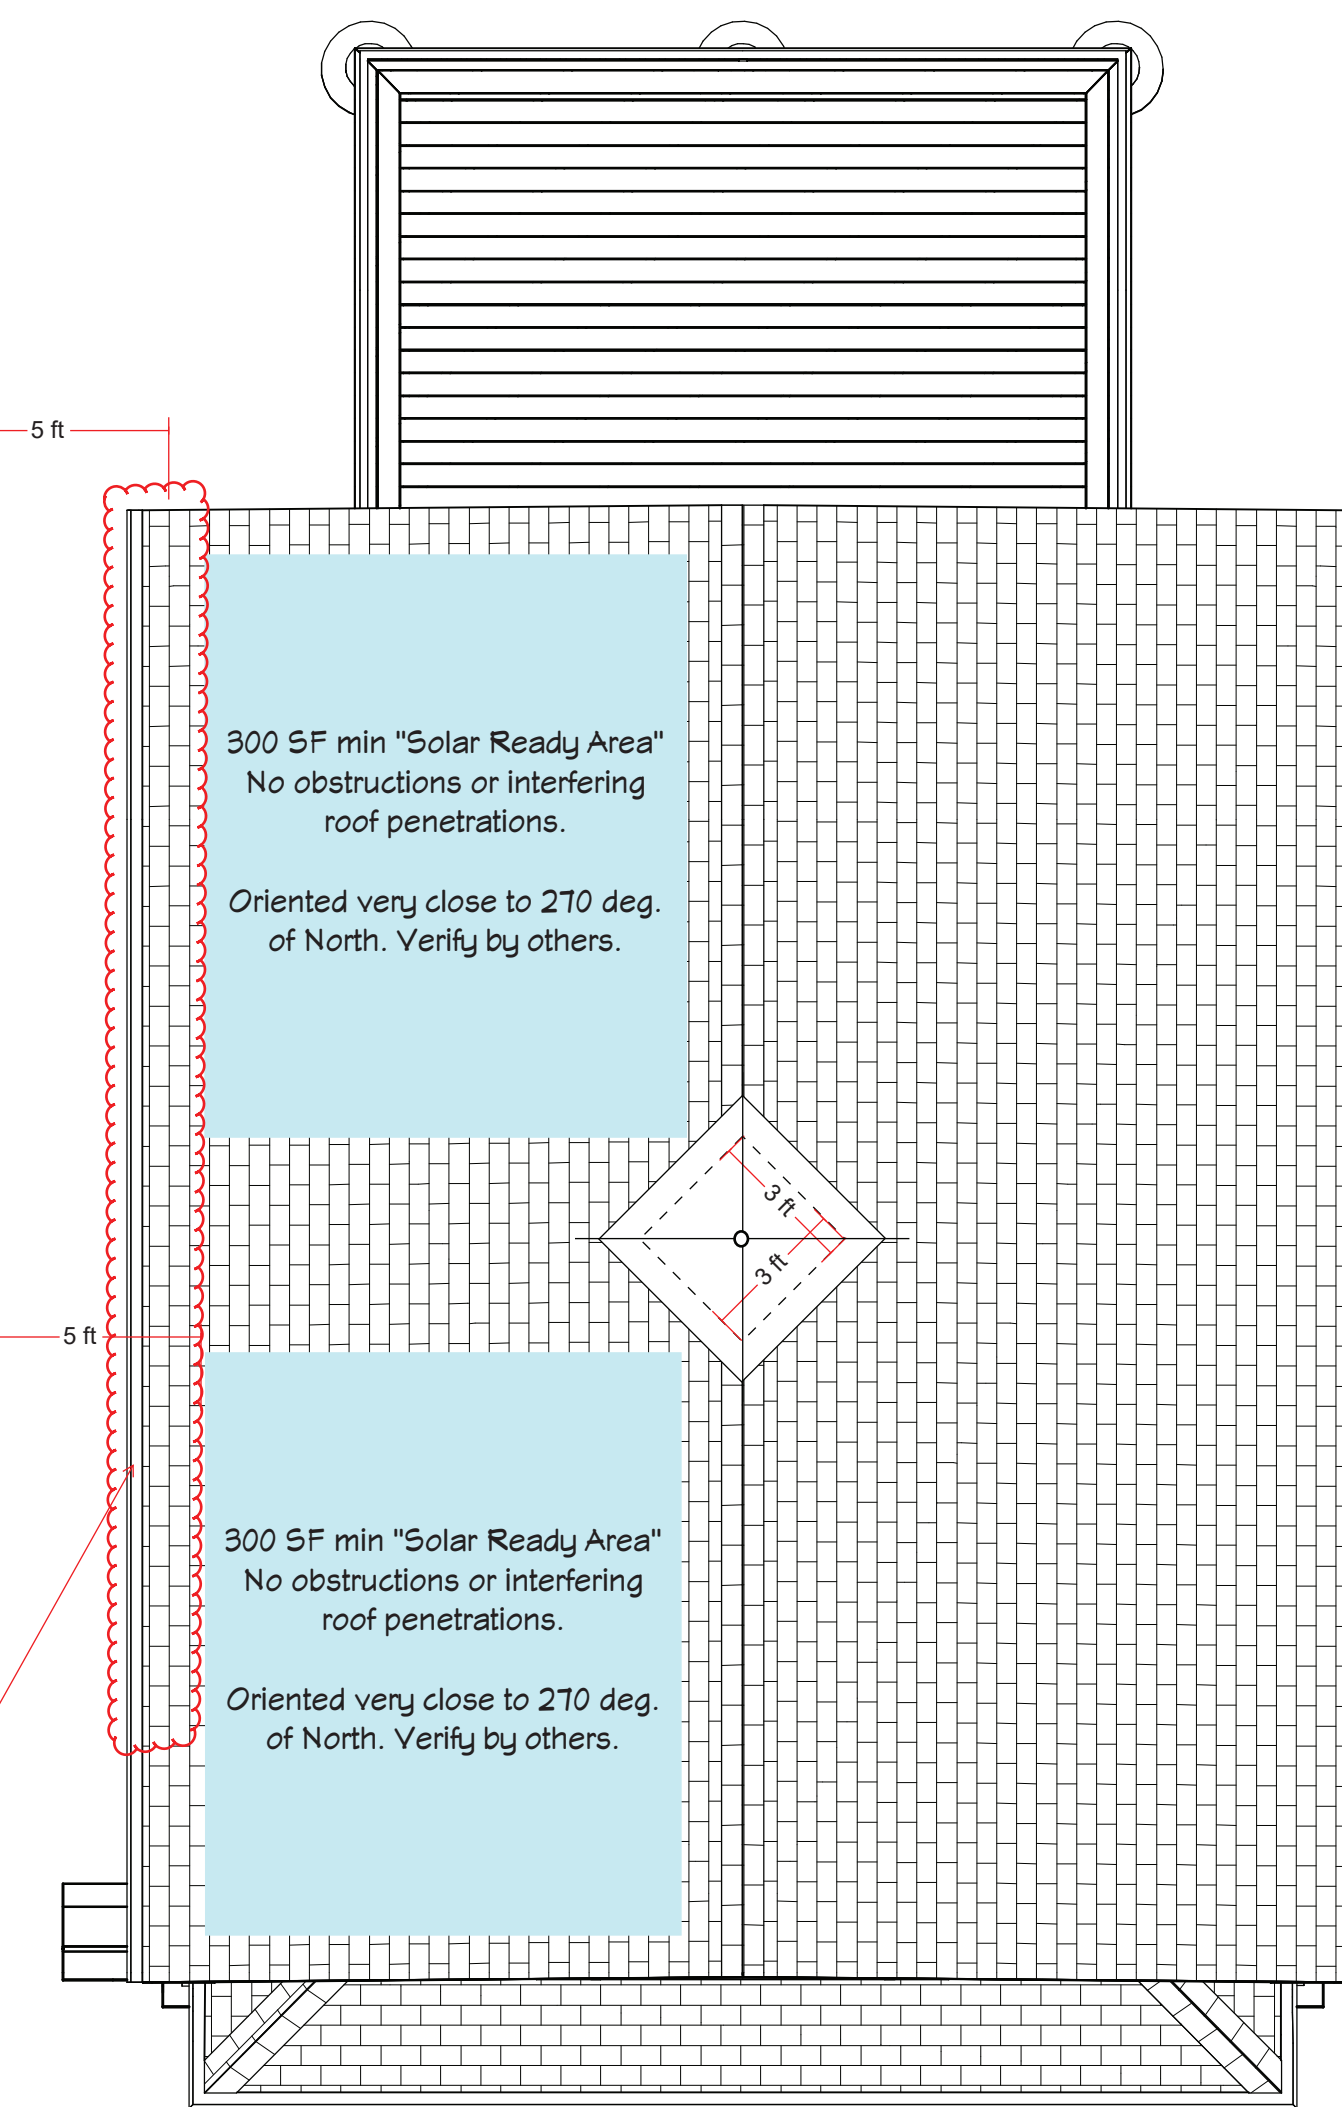 5 ft
300 SF min "Solar Ready Area"
No obstructions or interfering
roof penetrations.
Oriented very close to 270 deg.
of North. Verify by others.
3 ft
3 ft
5 ft
300 SF min "Solar Ready Area"
No obstructions or interfering
roof penetrations.
Oriented very close to 270 deg.
of North. Verify by others.